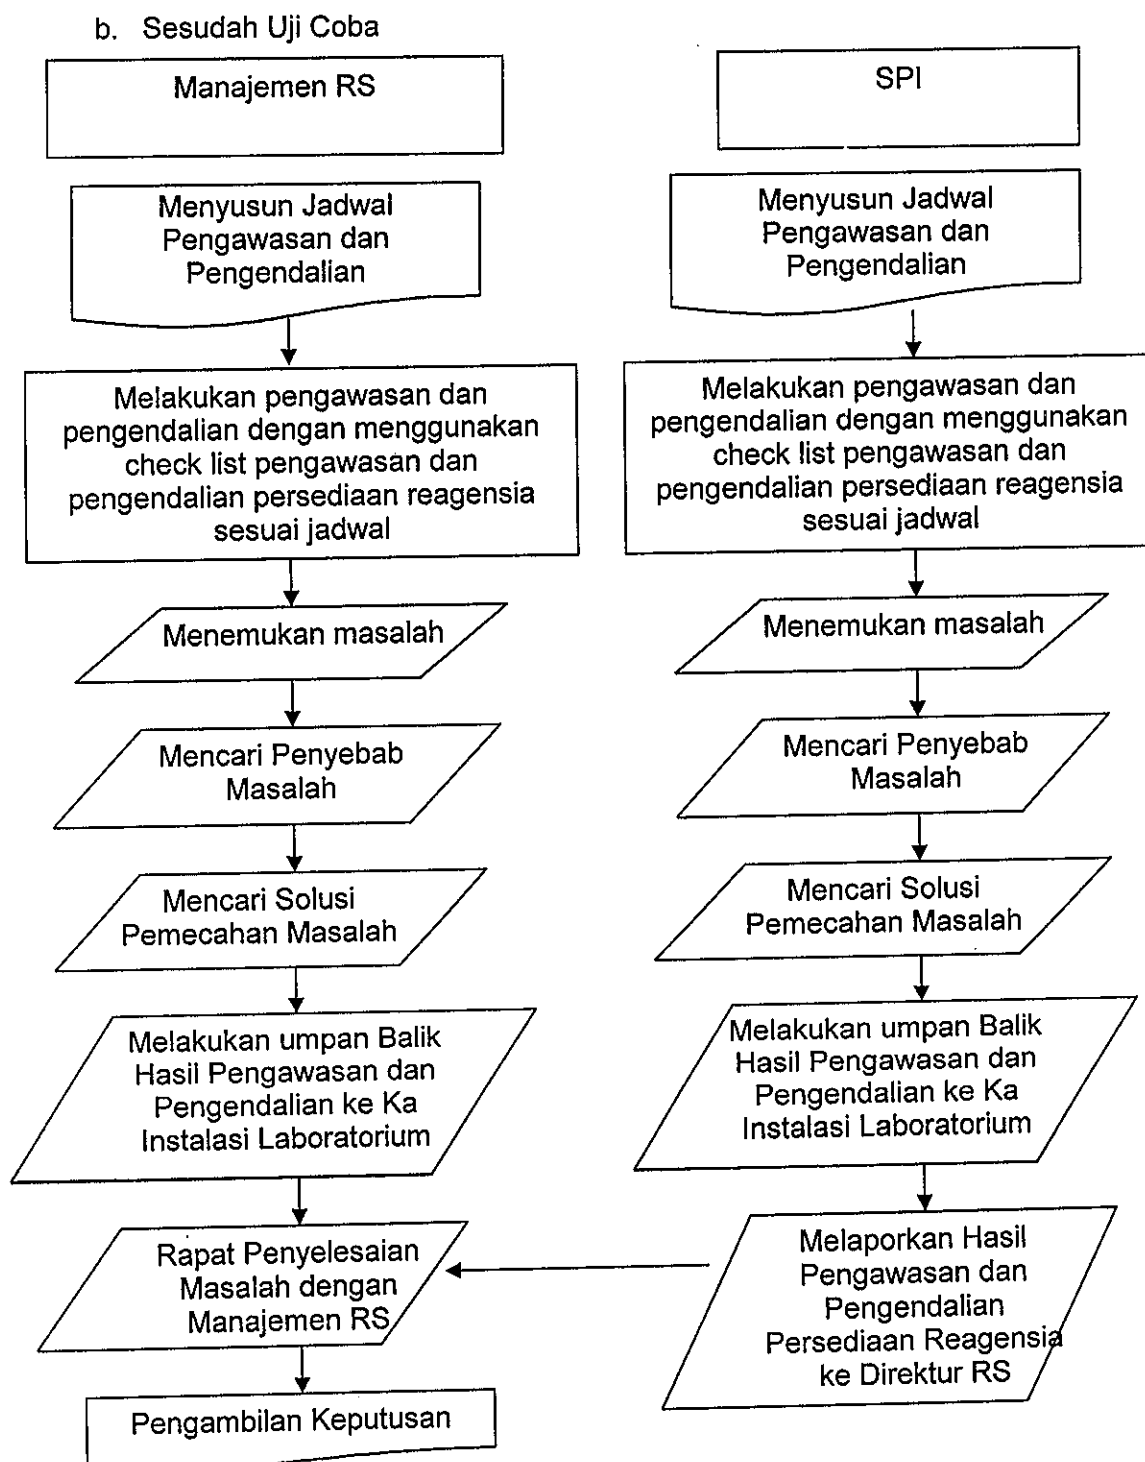 b. Sesudah Uji Coba
Manajemen RS
Menyusun Jadwal
Pengawasan dan
Pengendalian
Melakukan pengawasan dan
pengendalian dengan menggunakan
check list pengawasan dan
pengendalian persediaan reagensia
sesuai jadwal
Menemukan masalah
Mencari Penyebab
Masalah
Mencari Solusi
Pemecahan Masalah
Melakukan umpan Balik
Hasil Pengawasan dan
Pengendalian ke Ka
Instalasi Laboratorium
Rapat Penyelesaian
Masalah dengan
Manajemen RS
Pengambilan Keputusan
SPI
Menyusun Jadwal
Pengawasan dan
Pengendalian
Melakukan pengawasan dan
pengendalian dengan menggunakan
check list pengawasan dan
pengendalian persediaan reagensia
sesuai jadwal
Menemukan masalah
Mencari Penyebab
Masalah
Mencari Solusi
Pemecahan Masalah
Melakukan umpan Balik
Hasil Pengawasan dan
Pengendalian ke Ka
Instalasi Laboratorium
Melaporkan Hasil
Pengawasan dan
Pengendalian
Persediaan Reagensia
ke Direktur RS